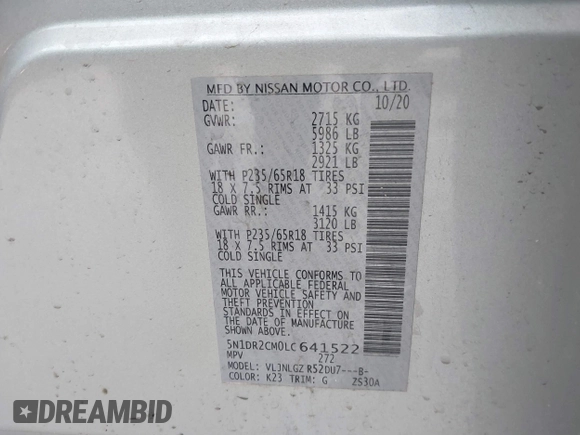 MFD BY NISSAN MOTOR CO., LTD.
DATE: 10/20
GVWR: 2715 KG
5986 LB
GAWR FR.: 1325 KG
2921 LB
WITH P235/65R18 TIRES
18 X 7.5 RIMS AT 33 PSI
COLD SINGLE
GAWR RR.: 1415 KG
3120 LB
WITH P235/65R18 TIRES
18 X 7.5 RIMS AT 33 PSI
COLD SINGLE
THIS VEHICLE CONFORMS TO
ALL APPLICABLE FEDERAL
MOTOR VEHICLE SAFETY AND
THEFT PREVENTION
STANDARDS IN EFFECT ON
THE DATE OF MANUFACTURE
SHOWN ABOVE.
5N1DR2CM0LC641522
MPV 272
MODEL: VLJNLGZ R52DU7---B-
COLOR: K23 TRIM: G 2S30A
DREAMBID